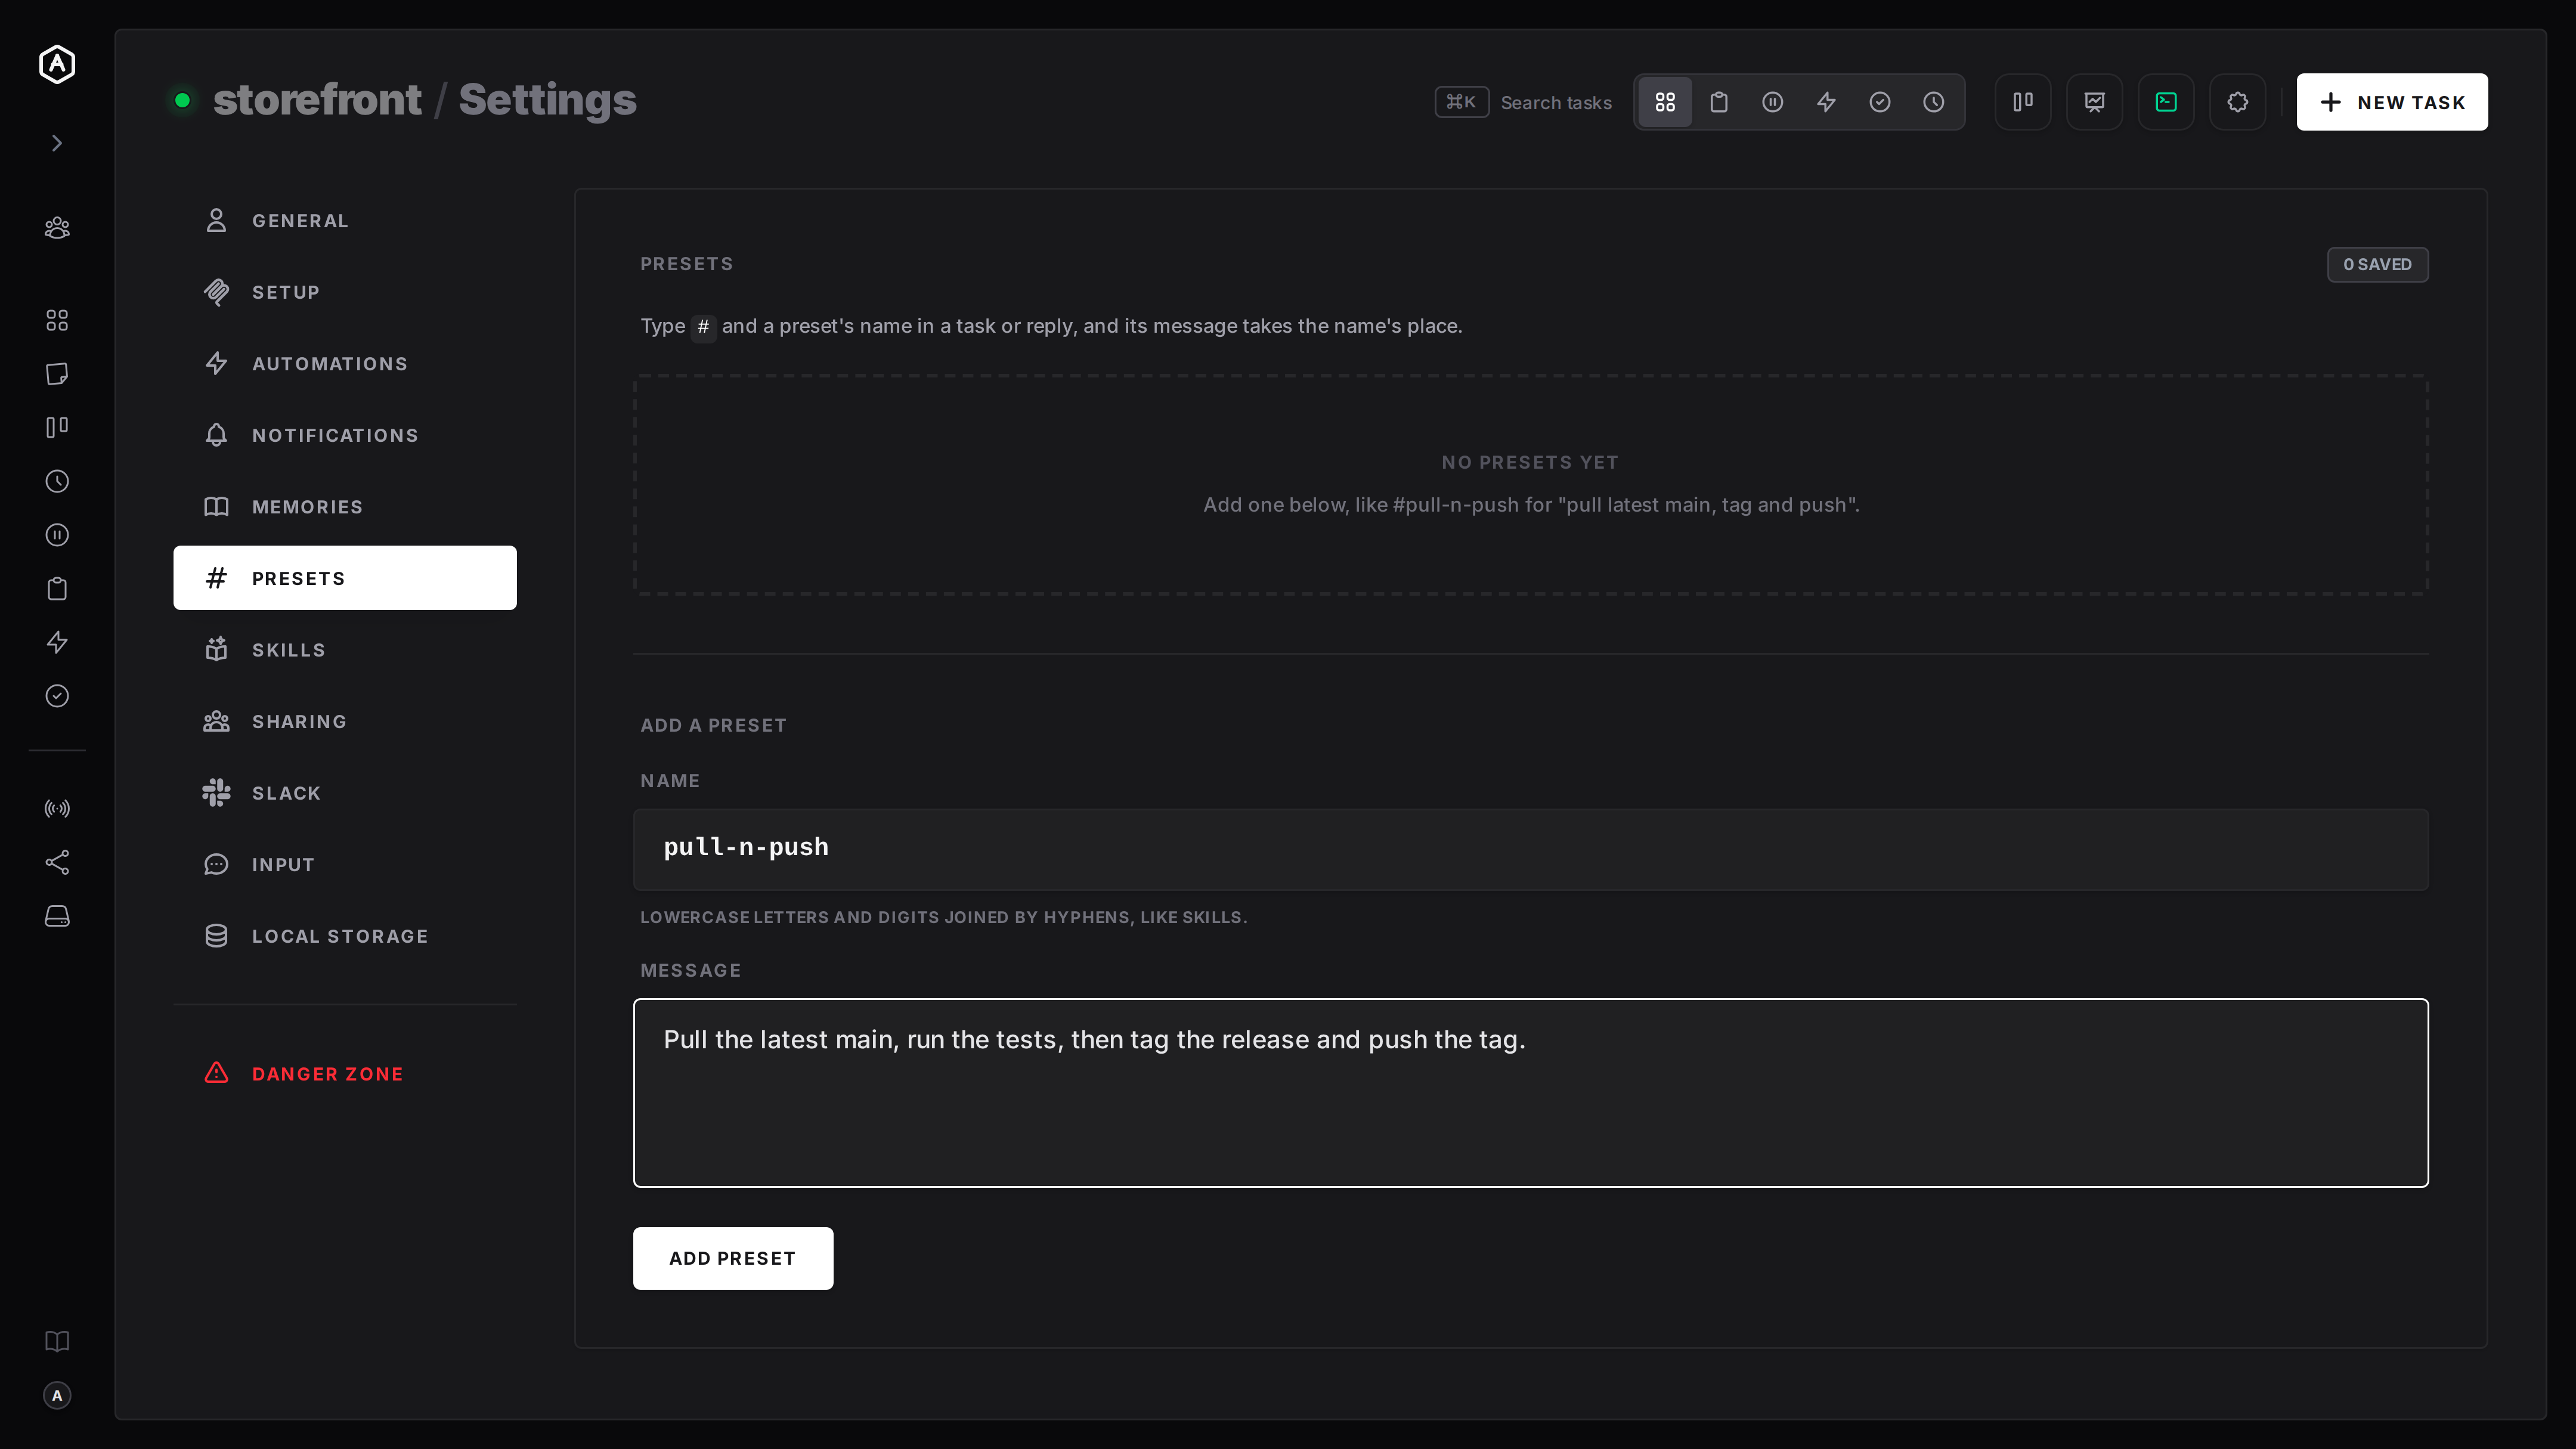 storefront / Settings
⌘K Search tasks
NEW TASK
GENERAL
SETUP
AUTOMATIONS
NOTIFICATIONS
MEMORIES
PRESETS
SKILLS
SHARING
SLACK
INPUT
LOCAL STORAGE
DANGER ZONE
A
PRESETS
0 SAVED
Type # and a preset's name in a task or reply, and its message takes the name's place.
NO PRESETS YET
Add one below, like #pull-n-push for "pull latest main, tag and push".
ADD A PRESET
NAME
pull-n-push
LOWERCASE LETTERS AND DIGITS JOINED BY HYPHENS, LIKE SKILLS.
MESSAGE
Pull the latest main, run the tests, then tag the release and push the tag.
ADD PRESET